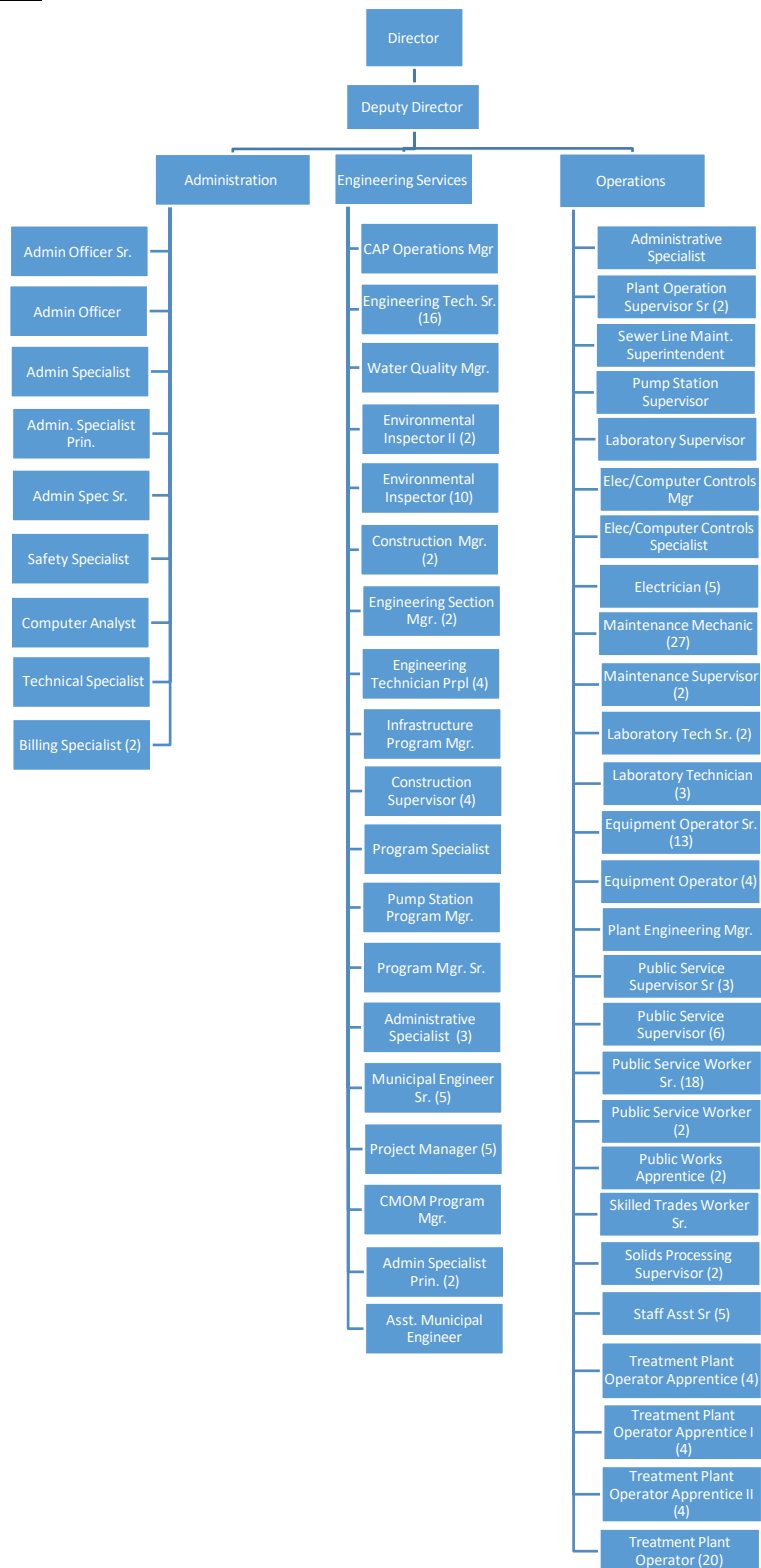 Director
Deputy Director
Administration
Engineering Services
Operations
Admin Officer Sr.
Admin Officer
Admin Specialist
Admin. Specialist
Prin.
Admin Spec Sr.
Safety Specialist
Computer Analyst
Technical Specialist
Billing Specialist (2)
CAP Operations Mgr
Engineering Tech. Sr.
(16)
Water Quality Mgr.
Environmental
Inspector II (2)
Environmental
Inspector (10)
Construction Mgr.
(2)
Engineering Section
Mgr. (2)
Engineering
Technician Prpl (4)
Infrastructure
Program Mgr.
Construction
Supervisor (4)
Program Specialist
Pump Station
Program Mgr.
Program Mgr. Sr.
Administrative
Specialist (3)
Municipal Engineer
Sr. (5)
Project Manager (5)
CMOM Program
Mgr.
Admin Specialist
Prin. (2)
Asst. Municipal
Engineer
Administrative
Specialist
Plant Operation
Supervisor Sr (2)
Sewer Line Maint.
Superintendent
Pump Station
Supervisor
Laboratory Supervisor
Elec/Computer Controls
Mgr
Elec/Computer Controls
Specialist
Electrician (5)
Maintenance Mechanic
(27)
Maintenance Supervisor
(2)
Laboratory Tech Sr. (2)
Laboratory Technician
(3)
Equipment Operator Sr.
(13)
Equipment Operator (4)
Plant Engineering Mgr.
Public Service
Supervisor Sr (3)
Public Service
Supervisor (6)
Public Service Worker
Sr. (18)
Public Service Worker
(2)
Public Works
Apprentice (2)
Skilled Trades Worker
Sr.
Solids Processing
Supervisor (2)
Staff Asst Sr (5)
Treatment Plant
Operator Apprentice (4)
Treatment Plant
Operator Apprentice I
(4)
Treatment Plant
Operator Apprentice II
(4)
Treatment Plant
Operator (20)